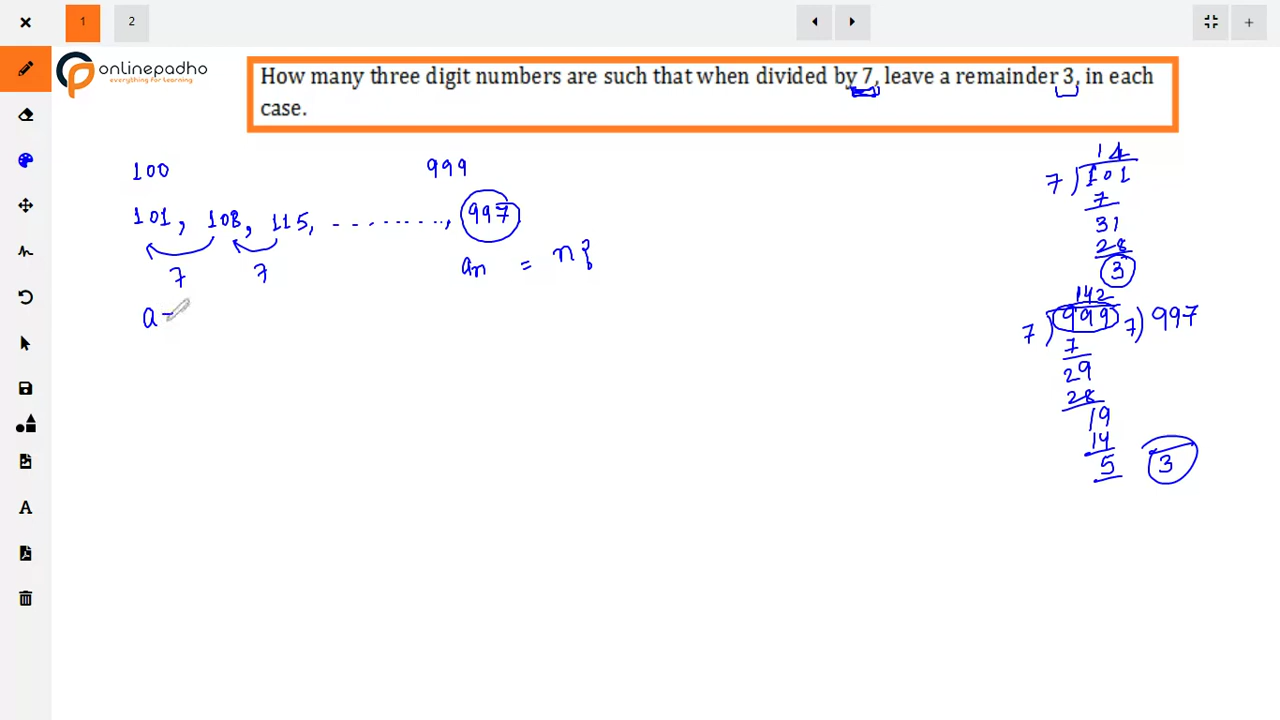 1
2
onlinepadho
everything for learning
How many three digit numbers are such that when divided by 7, leave a remainder 3, in each
case.
100 999
101, 108, 115, ---------, 997
7 7 an = n
a -
14
7 ) 101
7
31
28
3
142
7 ) 999
7
29
28
19
14
5
7 ) 997
3
A